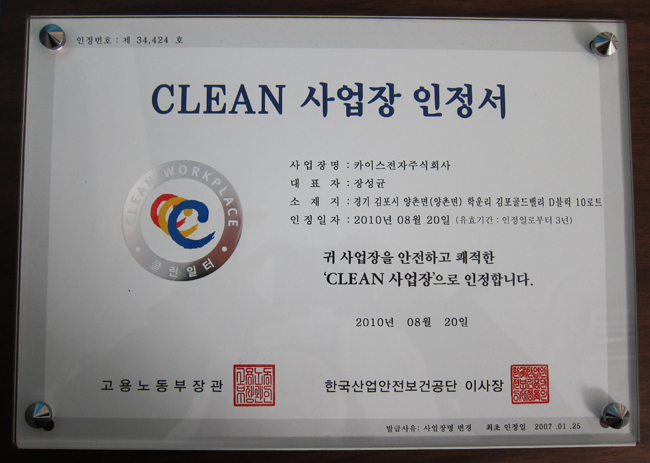 인정번호 : 제 34,424 호
CLEAN 사업장 인정서
CLEAN WORKPLACE
클린일터
사 업 장 명 : 카이스전자주식회사
대 표 자 : 장성균
소 재 지 : 경기 김포시 양촌면(양촌면) 학운리 김포골드밸리 D블럭 10로트
인 정 일 자 : 2010년 08월 20일 (유효기간 : 인정일로부터 3년)
귀 사업장을 안전하고 쾌적한
'CLEAN 사업장'으로 인정합니다.
2010년 08월 20일
고용노동부장관
한국산업안전보건공단 이사장
발급사유: 사업장명 변경 최초 인정일 2007 .01 .25